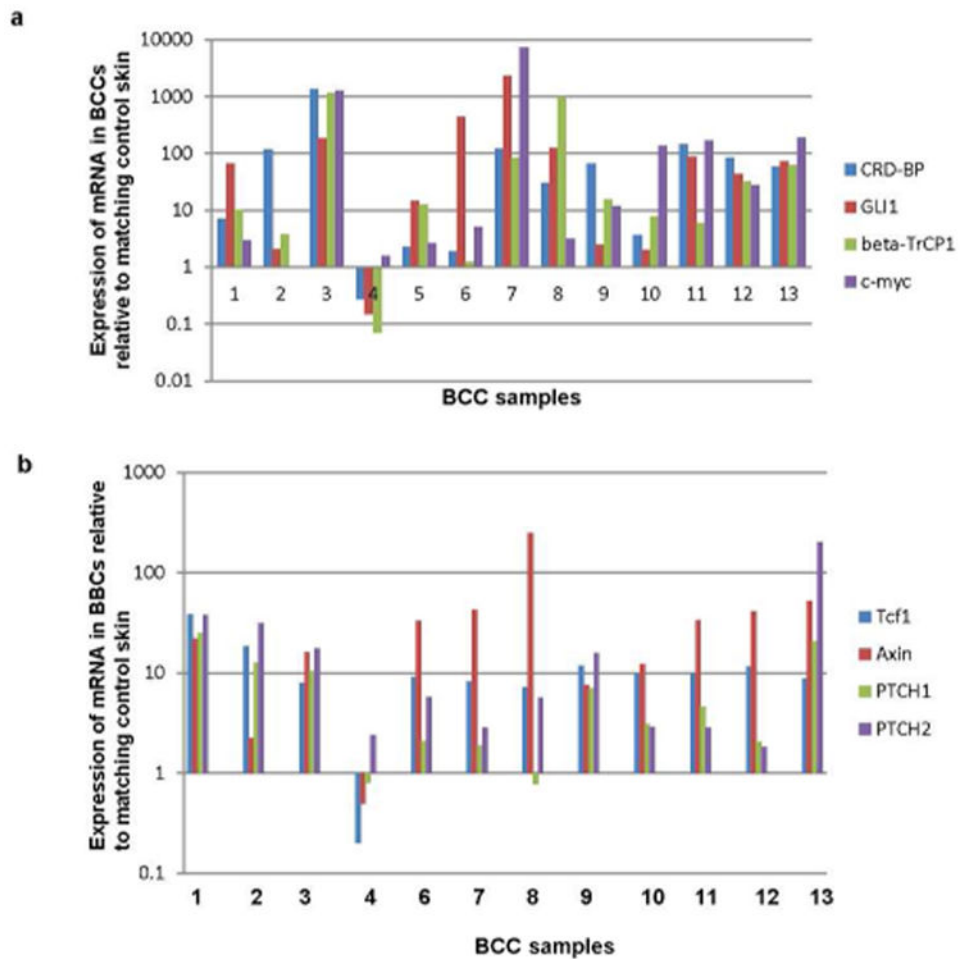 a
Expression of mRNA in BCCs
relative to matching control skin
10000
1000
100
10
1
0.1
0.01
1 2 3 4 5 6 7 8 9 10 11 12 13
BCC samples
CRD-BP
GLI1
beta-TrCP1
c-myc
b
Expression of mRNA in BBCs relative
to matching control skin
1000
100
10
1
0.1
1 2 3 4 6 7 8 9 10 11 12 13
BCC samples
Tcf1
Axin
PTCH1
PTCH2